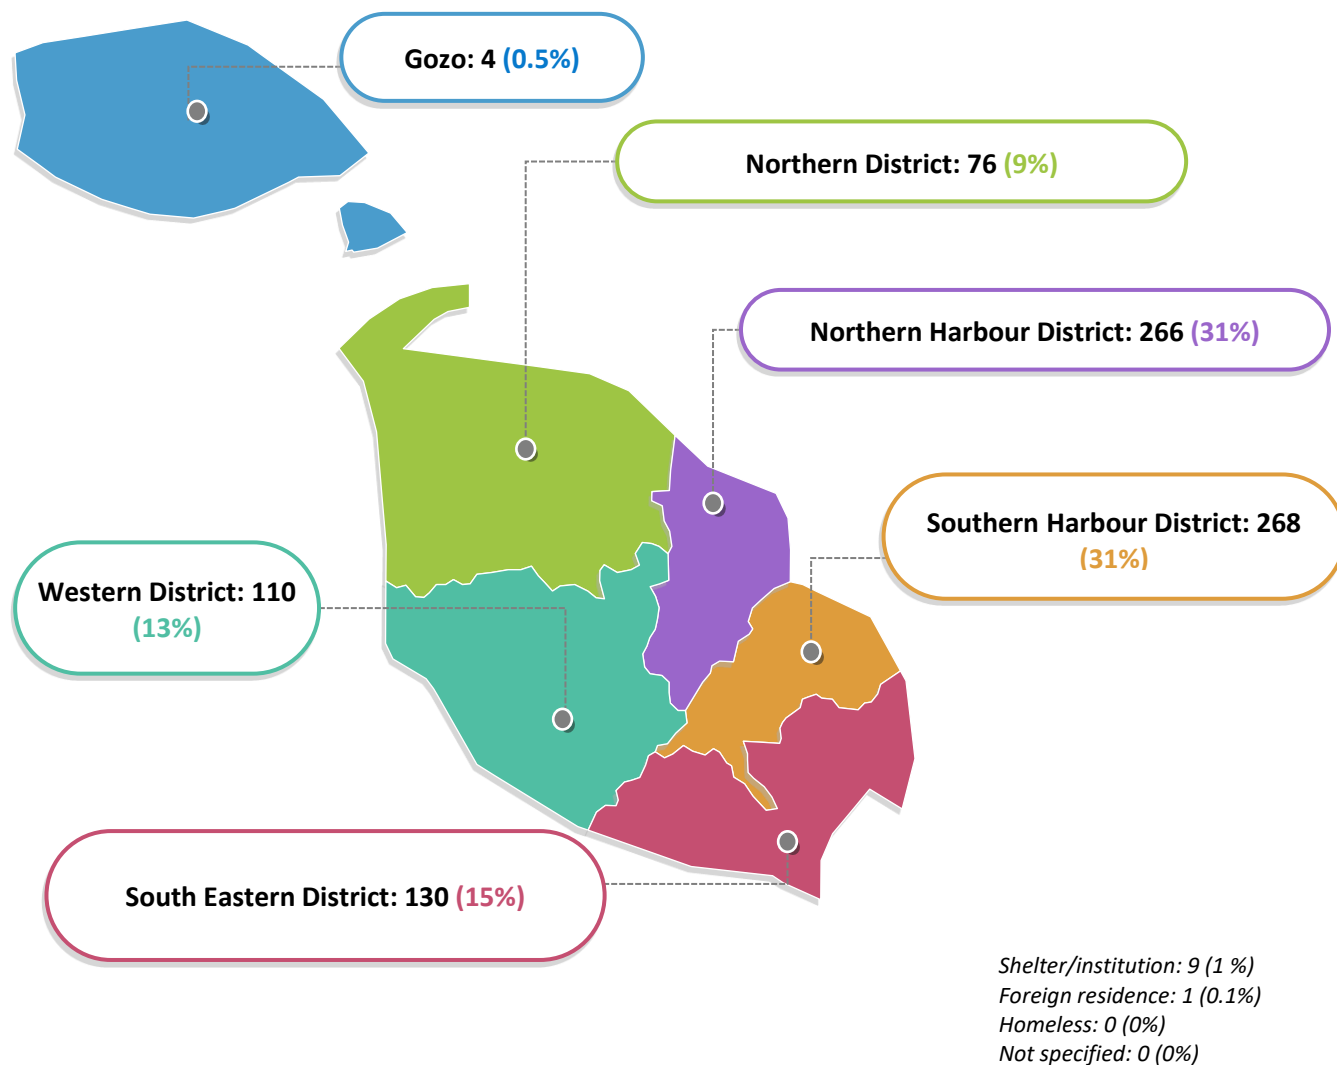 Gozo: 4 (0.5%)
Northern District: 76 (9%)
Northern Harbour District: 266 (31%)
Southern Harbour District: 268
(31%)
Western District: 110
(13%)
South Eastern District: 130 (15%)
Shelter/institution: 9 (1 %)
Foreign residence: 1 (0.1%)
Homeless: 0 (0%)
Not specified: 0 (0%)